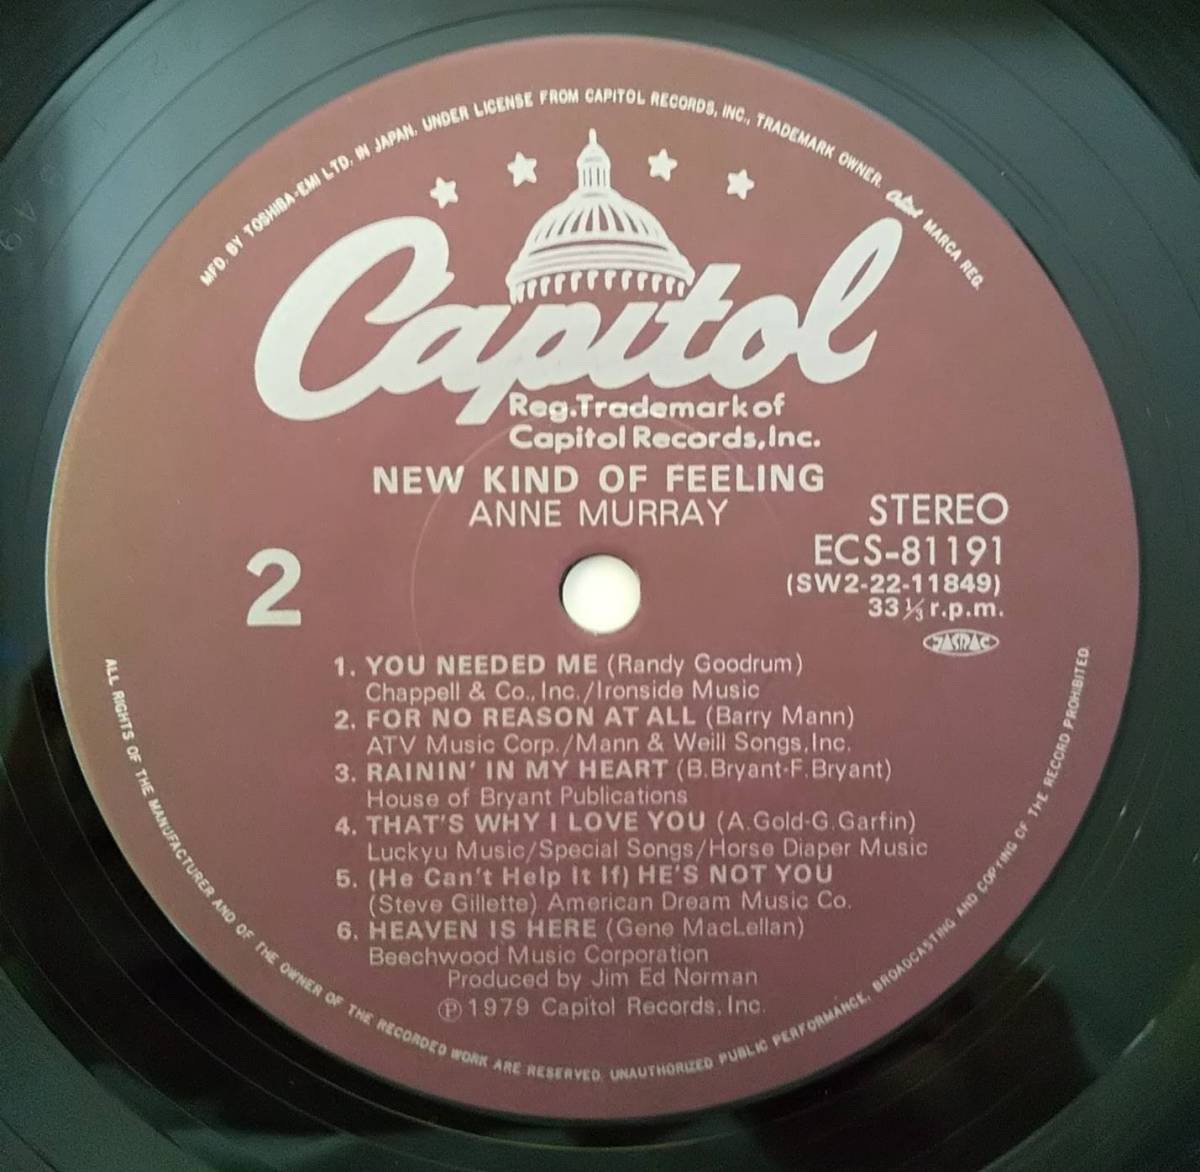 MFD. BY TOSHIBA-EMI LTD. IN JAPAN. UNDER LICENSE FROM CAPITOL RECORDS, INC., TRADEMARK OWNER. Capitol MARCA REG.
Capitol
Reg.Trademark of
Capitol Records,Inc.
NEW KIND OF FEELING
ANNE MURRAY
STEREO
ECS-81191
(SW2-22-11849)
33 1/3 r.p.m.
JASRAC
2
1. YOU NEEDED ME (Randy Goodrum)
Chappell & Co., Inc./Ironside Music
2. FOR NO REASON AT ALL (Barry Mann)
ATV Music Corp./Mann & Weill Songs,Inc.
3. RAININ' IN MY HEART (B.Bryant-F.Bryant)
House of Bryant Publications
4. THAT'S WHY I LOVE YOU (A.Gold-G.Garfin)
Luckyu Music/Special Songs/Horse Diaper Music
5. (He Can't Help It If) HE'S NOT YOU
(Steve Gillette) American Dream Music Co.
6. HEAVEN IS HERE (Gene MacLellan)
Beechwood Music Corporation
Produced by Jim Ed Norman
Ⓟ1979 Capitol Records, Inc.
ALL RIGHTS OF THE MANUFACTURER AND OF THE OWNER OF THE RECORDED WORK ARE RESERVED. UNAUTHORIZED PUBLIC PERFORMANCE, BROADCASTING AND COPYING OF THE RECORD PROHIBITED.